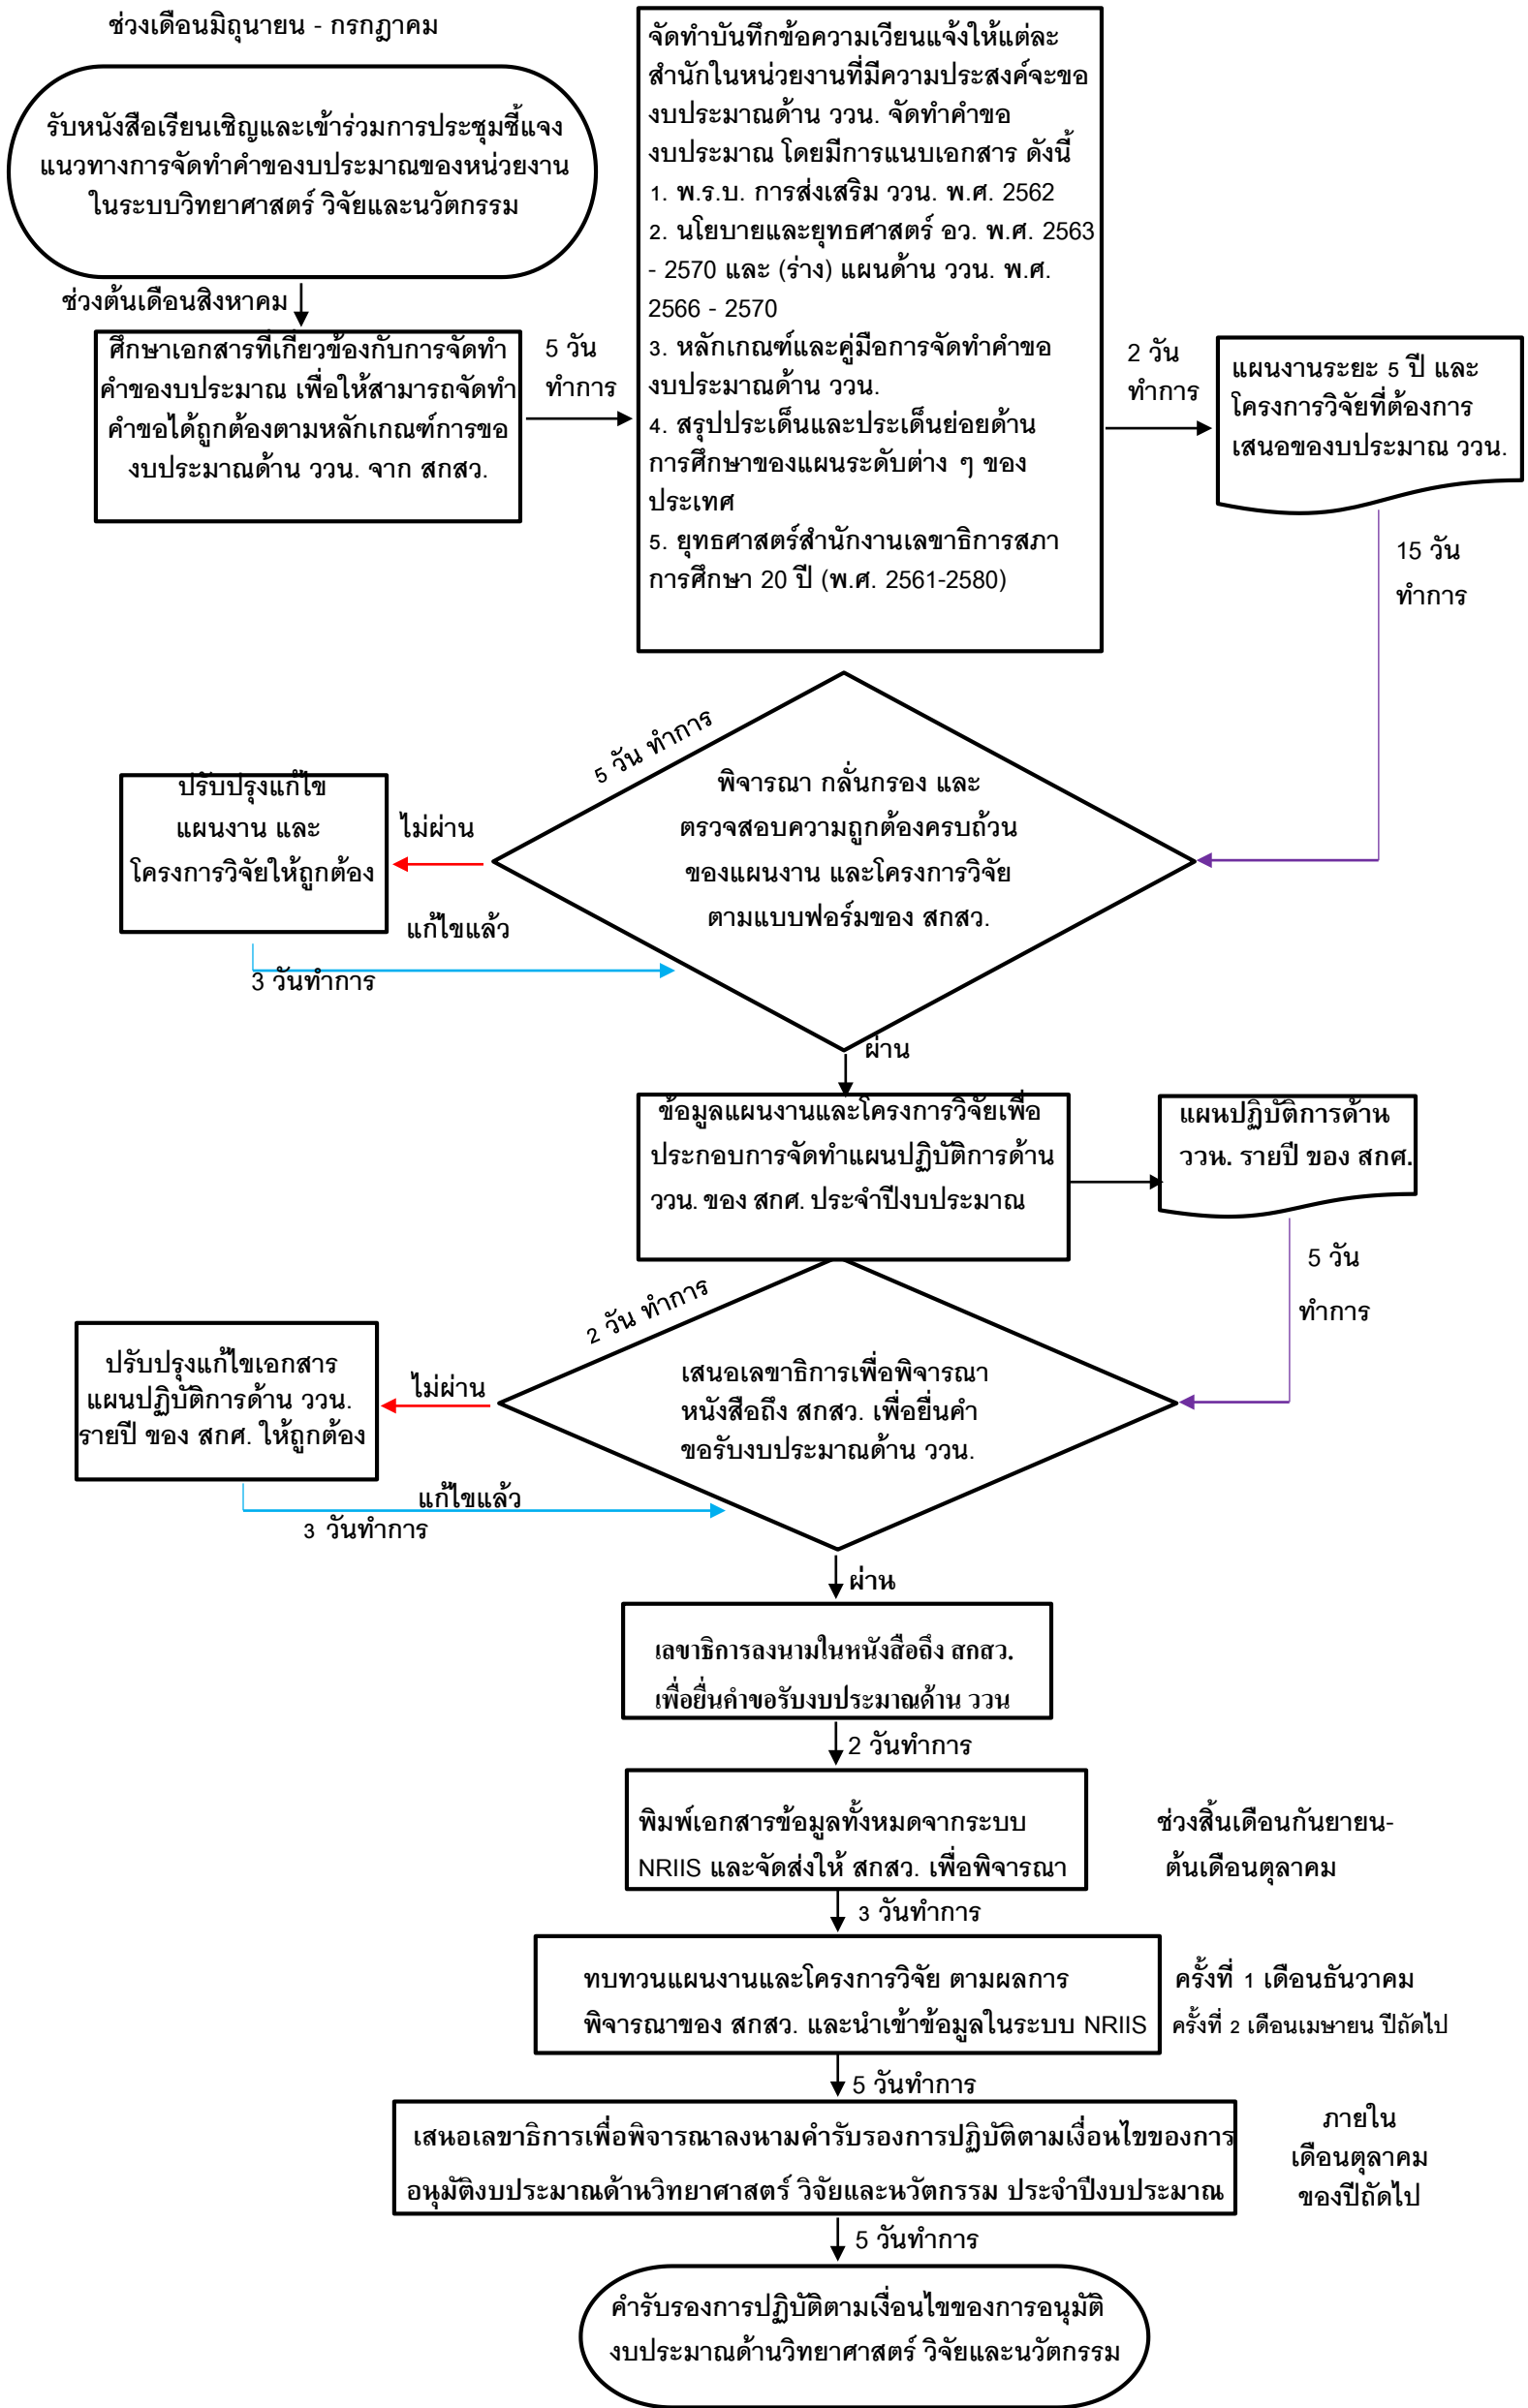 ช่วงเดือนมิถุนายน - กรกฎาคม
รับหนังสือเรียนเชิญและเข้าร่วมการประชุมชี้แจง
แนวทางการจัดทำคำของบประมาณของหน่วยงาน
ในระบบวิทยาศาสตร์ วิจัยและนวัตกรรม
ช่วงต้นเดือนสิงหาคม
ศึกษาเอกสารที่เกี่ยวข้องกับการจัดทำ
คำของบประมาณ เพื่อให้สามารถจัดทำ
คำขอได้ถูกต้องตามหลักเกณฑ์การขอ
งบประมาณด้าน ววน. จาก สกสว.
5 วัน
ทำการ
จัดทำบันทึกข้อความเวียนแจ้งให้แต่ละ
สำนักในหน่วยงานที่มีความประสงค์จะขอ
งบประมาณด้าน ววน. จัดทำคำขอ
งบประมาณ โดยมีการแนบเอกสาร ดังนี้
1. พ.ร.บ. การส่งเสริม ววน. พ.ศ. 2562
2. นโยบายและยุทธศาสตร์ อว. พ.ศ. 2563
- 2570 และ (ร่าง) แผนด้าน ววน. พ.ศ.
2566 - 2570
3. หลักเกณฑ์และคู่มือการจัดทำคำขอ
งบประมาณด้าน ววน.
4. สรุปประเด็นและประเด็นย่อยด้าน
การศึกษาของแผนระดับต่าง ๆ ของ
ประเทศ
5. ยุทธศาสตร์สำนักงานเลขาธิการสภา
การศึกษา 20 ปี (พ.ศ. 2561-2580)
2 วัน
ทำการ
แผนงานระยะ 5 ปี และ
โครงการวิจัยที่ต้องการ
เสนอของบประมาณ ววน.
15 วัน
ทำการ
5 วัน ทำการ
พิจารณา กลั่นกรอง และ
ตรวจสอบความถูกต้องครบถ้วน
ของแผนงาน และโครงการวิจัย
ตามแบบฟอร์มของ สกสว.
ไม่ผ่าน
ปรับปรุงแก้ไข
แผนงาน และ
โครงการวิจัยให้ถูกต้อง
แก้ไขแล้ว
3 วันทำการ
ผ่าน
ข้อมูลแผนงานและโครงการวิจัยเพื่อ
ประกอบการจัดทำแผนปฏิบัติการด้าน
ววน. ของ สกศ. ประจำปีงบประมาณ
แผนปฏิบัติการด้าน
ววน. รายปี ของ สกศ.
5 วัน
ทำการ
2 วัน ทำการ
เสนอเลขาธิการเพื่อพิจารณา
หนังสือถึง สกสว. เพื่อยื่นคำ
ขอรับงบประมาณด้าน ววน.
ไม่ผ่าน
ปรับปรุงแก้ไขเอกสาร
แผนปฏิบัติการด้าน ววน.
รายปี ของ สกศ. ให้ถูกต้อง
แก้ไขแล้ว
3 วันทำการ
ผ่าน
เลขาธิการลงนามในหนังสือถึง สกสว.
เพื่อยื่นคำขอรับงบประมาณด้าน ววน
2 วันทำการ
พิมพ์เอกสารข้อมูลทั้งหมดจากระบบ
NRIIS และจัดส่งให้ สกสว. เพื่อพิจารณา
ช่วงสิ้นเดือนกันยายน-
ต้นเดือนตุลาคม
3 วันทำการ
ทบทวนแผนงานและโครงการวิจัย ตามผลการ
พิจารณาของ สกสว. และนำเข้าข้อมูลในระบบ NRIIS
ครั้งที่ 1 เดือนธันวาคม
ครั้งที่ 2 เดือนเมษายน ปีถัดไป
5 วันทำการ
เสนอเลขาธิการเพื่อพิจารณาลงนามคำรับรองการปฏิบัติตามเงื่อนไขของการ
อนุมัติงบประมาณด้านวิทยาศาสตร์ วิจัยและนวัตกรรม ประจำปีงบประมาณ
ภายใน
เดือนตุลาคม
ของปีถัดไป
5 วันทำการ
คำรับรองการปฏิบัติตามเงื่อนไขของการอนุมัติ
งบประมาณด้านวิทยาศาสตร์ วิจัยและนวัตกรรม